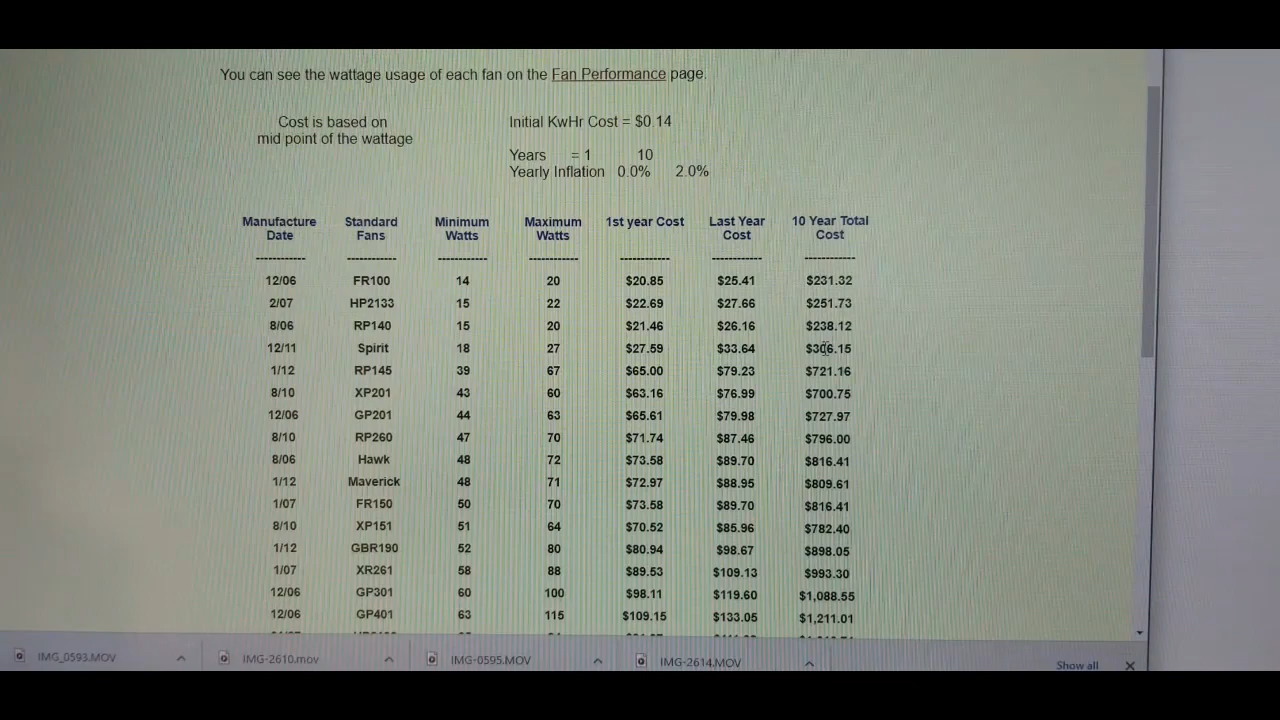 You can see the wattage usage of each fan on the Fan Performance page.
Cost is based on
mid point of the wattage
Initial KwHr Cost = $0.14
Years = 1 10
Yearly Inflation 0.0% 2.0%
Manufacture Date Standard Fans Minimum Watts Maximum Watts 1st year Cost Last Year Cost 10 Year Total Cost
------------ ------------ ------------ ------------ ------------ ------------ ------------
12/06 FR100 14 20 $20.85 $25.41 $231.32
2/07 HP2133 15 22 $22.69 $27.66 $251.73
8/06 RP140 15 20 $21.46 $26.16 $238.12
12/11 Spirit 18 27 $27.59 $33.64 $306.15
1/12 RP145 39 67 $65.00 $79.23 $721.16
8/10 XP201 43 60 $63.16 $76.99 $700.75
12/06 GP201 44 63 $65.61 $79.98 $727.97
8/10 RP260 47 70 $71.74 $87.46 $796.00
8/06 Hawk 48 72 $73.58 $89.70 $816.41
1/12 Maverick 48 71 $72.97 $88.95 $809.61
1/07 FR150 50 70 $73.58 $89.70 $816.41
8/10 XP151 51 64 $70.52 $85.96 $782.40
1/12 GBR190 52 80 $80.94 $98.67 $898.05
1/07 XR261 58 88 $89.53 $109.13 $993.30
12/06 GP301 60 100 $98.11 $119.60 $1,088.55
12/06 GP401 63 115 $109.15 $133.05 $1,211.01
IMG_0593.MOV IMG-2610.mov IMG-0595.MOV IMG-2614.MOV Show all